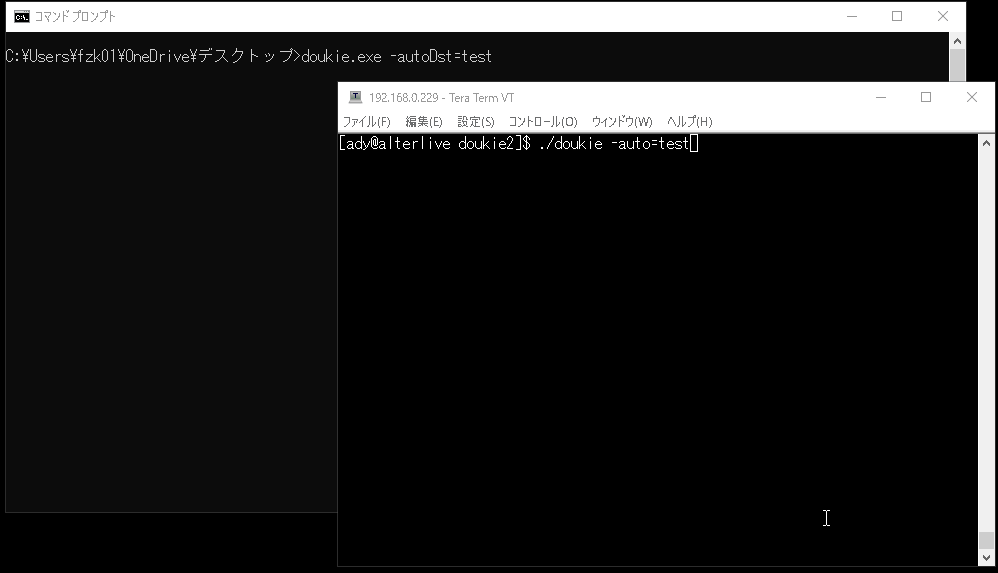 コマンド プロンプト
C:¥Users¥fzk01¥OneDrive¥デスクトップ>doukie.exe -autoDst=test
192.168.0.229 - Tera Term VT
ファイル(F) 編集(E) 設定(S) コントロール(O) ウィンドウ(W) ヘルプ(H)
[ady@alterlive doukie2]$ ./doukie -auto=test